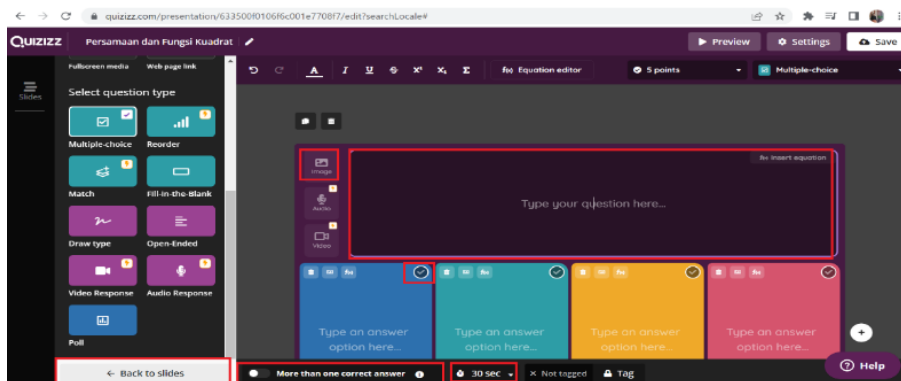 quizizz.com/presentation/633500f0106f6c001e7708f7/edit?searchLocale=
QUIZIZZ Persamaan dan Fungsi Kuadrat Preview Settings Save
Fullscreen media Web page link
A I U S X² X₂ Σ f(x) Equation editor 5 points Multiple-choice
Slides
Select question type
Multiple-choice Reorder
Match Fill-in-the-Blank
Draw type Open-Ended
Video Response Audio Response
Poll
← Back to slides
Image
Audio
Video
fx Insert equation
Type your question here...
Type an answer option here...
Type an answer option here...
Type an answer option here...
Type an answer option here...
More than one correct answer 30 sec × Not tagged Tag
Help